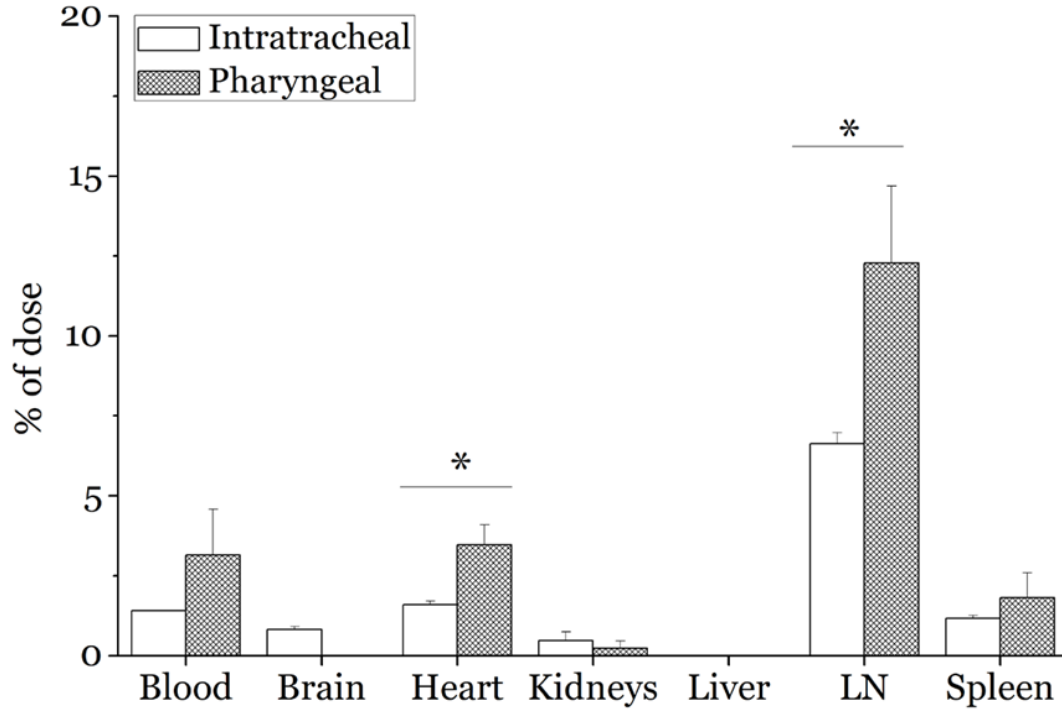 Intratracheal
Pharyngeal
% of dose
20
15
10
5
0
*
*
Blood Brain Heart Kidneys Liver LN Spleen